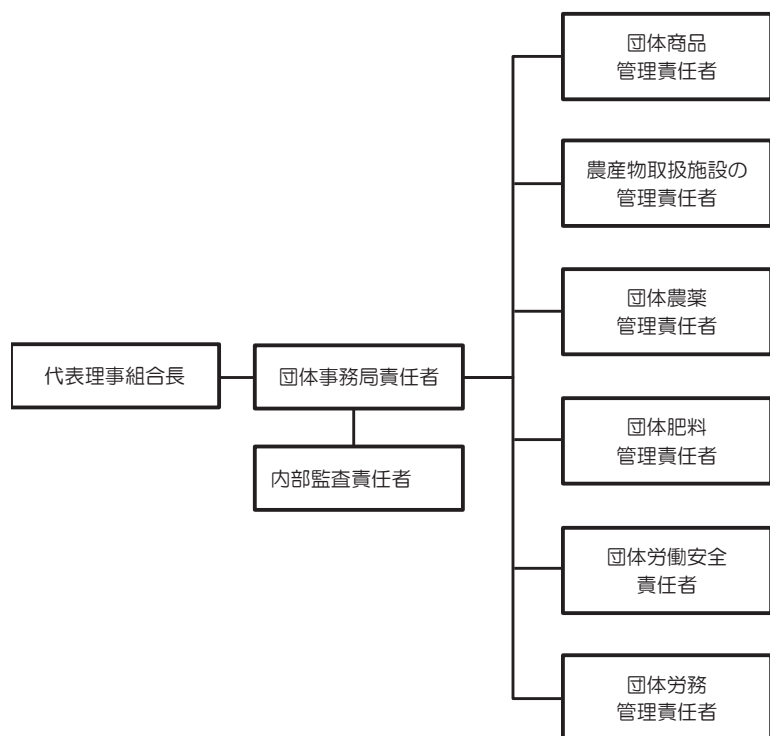 代表理事組合長
団体事務局責任者
内部監査責任者
団体商品
管理責任者
農産物取扱施設の
管理責任者
団体農薬
管理責任者
団体肥料
管理責任者
団体労働安全
責任者
団体労務
管理責任者